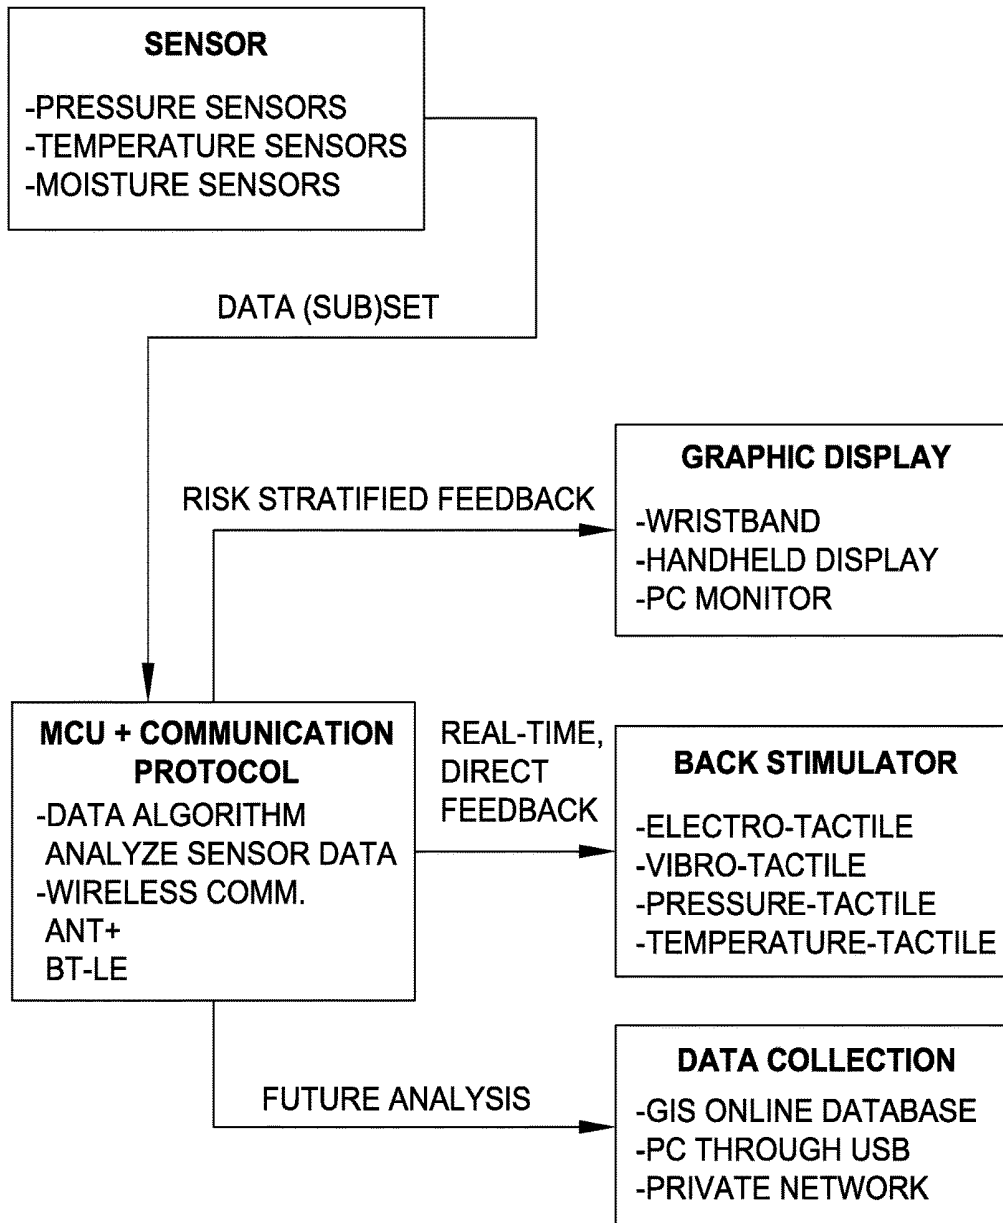 SENSOR
-PRESSURE SENSORS
-TEMPERATURE SENSORS
-MOISTURE SENSORS
DATA (SUB)SET
RISK STRATIFIED FEEDBACK
GRAPHIC DISPLAY
-WRISTBAND
-HANDHELD DISPLAY
-PC MONITOR
MCU + COMMUNICATION
PROTOCOL
-DATA ALGORITHM
ANALYZE SENSOR DATA
-WIRELESS COMM.
ANT+
BT-LE
REAL-TIME,
DIRECT
FEEDBACK
BACK STIMULATOR
-ELECTRO-TACTILE
-VIBRO-TACTILE
-PRESSURE-TACTILE
-TEMPERATURE-TACTILE
FUTURE ANALYSIS
DATA COLLECTION
-GIS ONLINE DATABASE
-PC THROUGH USB
-PRIVATE NETWORK